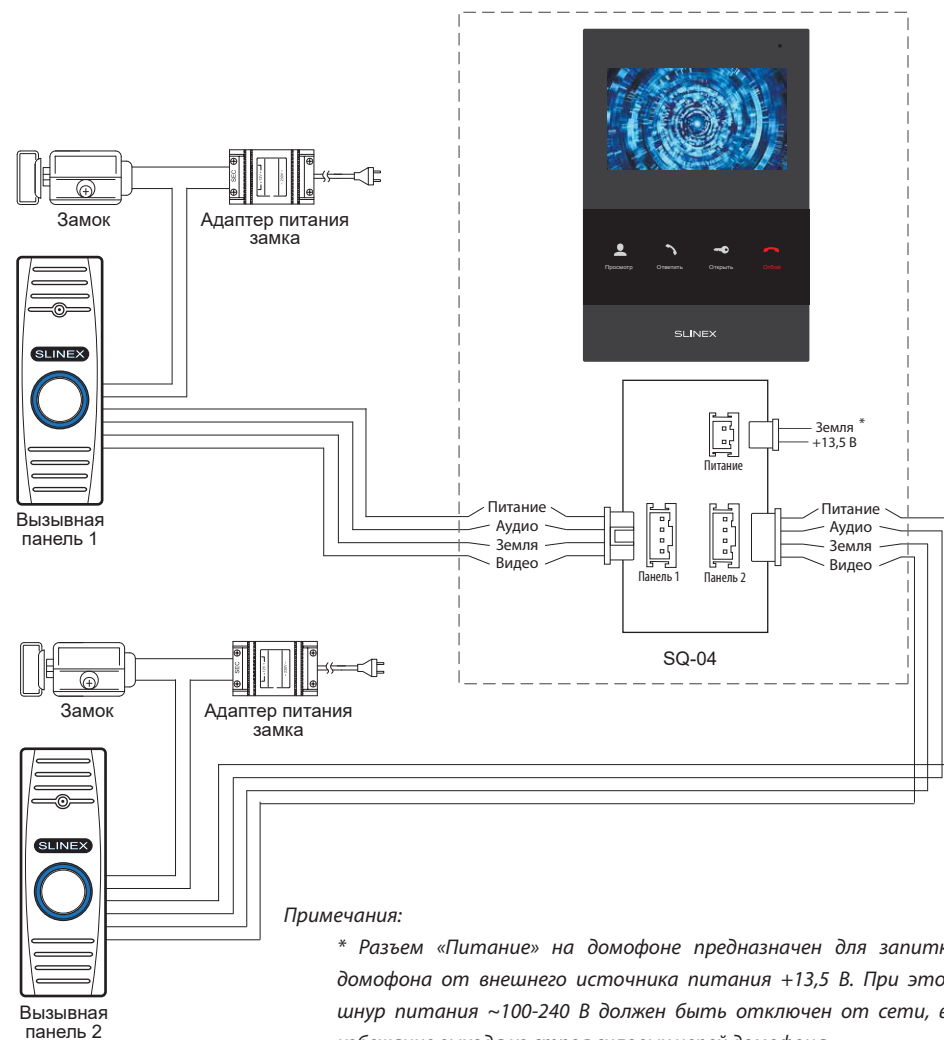 Просмотр Ответить Открыть Отбой
SLINEX
Замок
Адаптер питания
замка
SEC
SLINEX
Вызывная
панель 1
Земля *
+13,5 В
Питание
Питание
Аудио
Земля
Видео
Панель 1
Панель 2
Питание
Аудио
Земля
Видео
SQ-04
Замок
Адаптер питания
замка
SEC
SLINEX
Вызывная
панель 2
Примечания:
* Разъем «Питание» на домофоне предназначен для запитк
домофона от внешнего источника питания +13,5 В. При это
шнур питания ~100-240 В должен быть отключен от сети, в